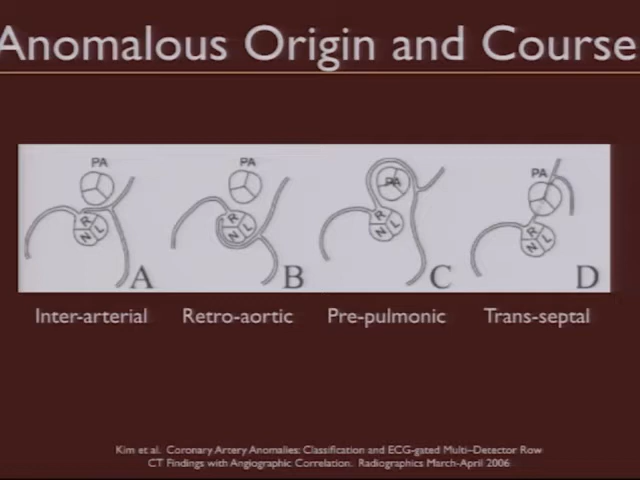 Anomalous Origin and Course
PA PA PA PA
R N L R N L R N L R N L
A B C D
Inter-arterial Retro-aortic Pre-pulmonic Trans-septal
Kim et al. Coronary Artery Anomalies: Classification and ECG-gated Multi–Detector Row
CT Findings with Angiographic Correlation. Radiographics March-April 2006